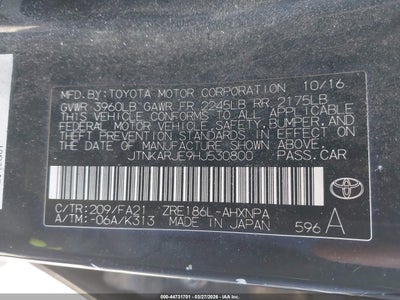 MFD.BY:TOYOTA MOTOR CORPORATION 10/16
GVWR 3960LB GAWR FR 2245LB RR 2175LB
THIS VEHICLE CONFORMS TO ALL APPLICABLE
FEDERAL MOTOR VEHICLE SAFETY, BUMPER, AND
THEFT PREVENTION STANDARDS IN EFFECT ON
THE DATE OF MANUFACTURE SHOWN ABOVE.
JTNKARJE9HJ530800 PASS.CAR
C/TR:209/FA21 ZRE186L-AHXNPA
A/TM:-06A/K313 MADE IN JAPAN 596 A
000-44731701 - 03/27/2026 - IAAI.COM